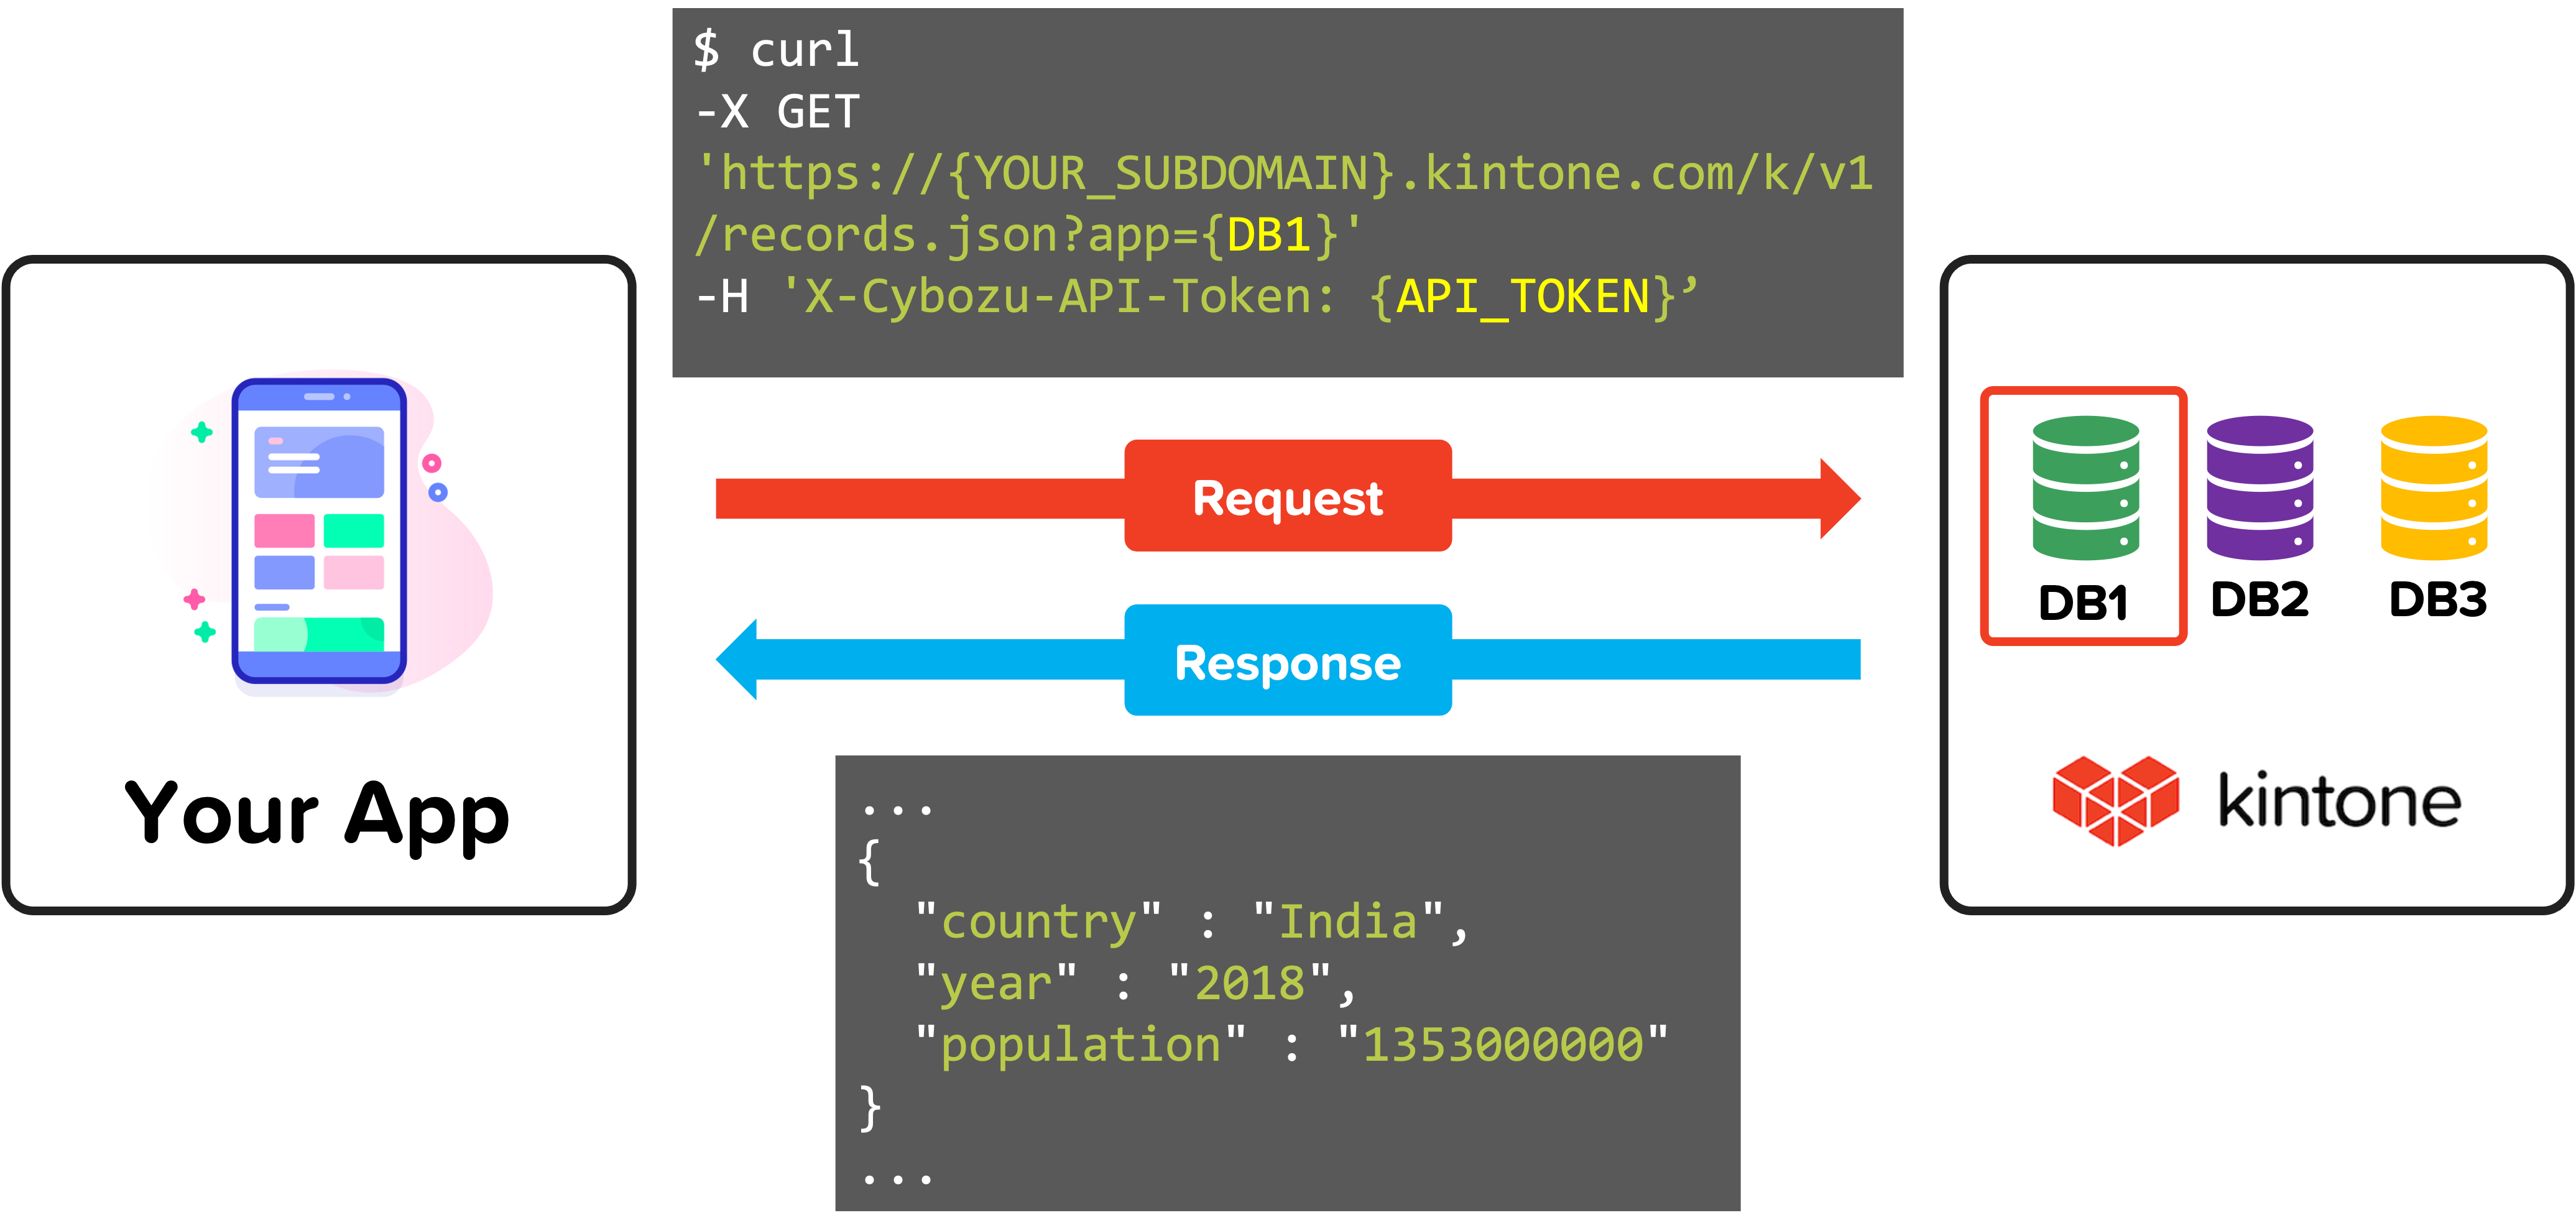 $ curl
-X GET
'https://{YOUR_SUBDOMAIN}.kintone.com/k/v1
/records.json?app={DB1}'
-H 'X-Cybozu-API-Token: {API_TOKEN}’
Your App
Request
Response
DB1 DB2 DB3
kintone
...
{
"country" : "India",
"year" : "2018",
"population" : "1353000000"
}
...